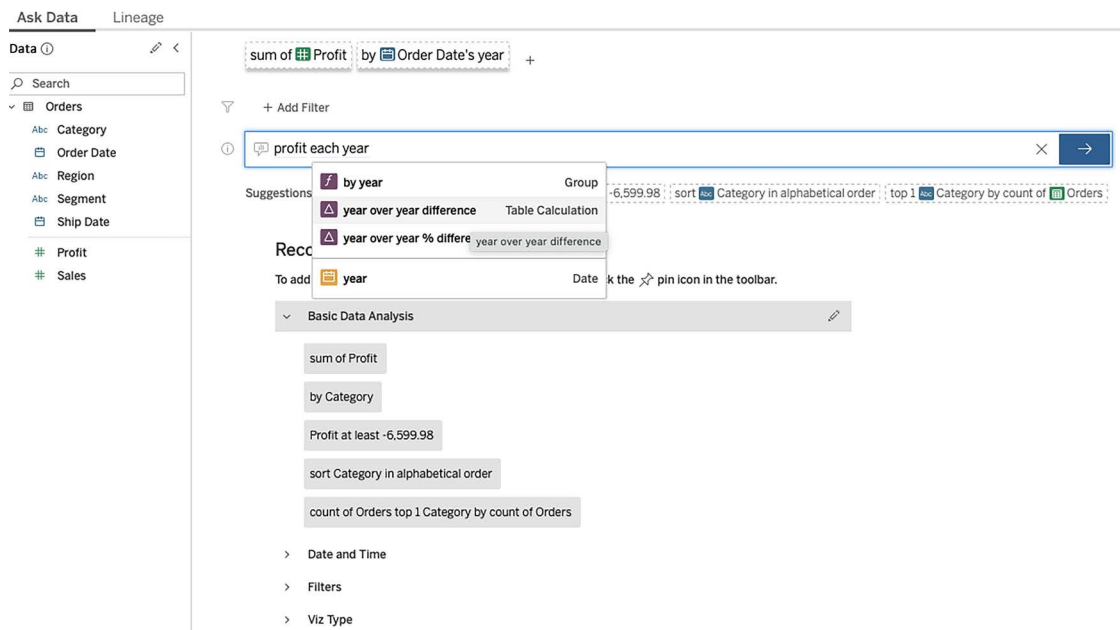 Ask Data Lineage
Data
Search
Orders
Abc Category
Order Date
Abc Region
Abc Segment
Ship Date
# Profit
# Sales
sum of # Profit by Order Date's year +
+ Add Filter
profit each year
Suggestions -6,599.98 sort Abc Category in alphabetical order top 1 Abc Category by count of Orders
by year Group
year over year difference Table Calculation
year over year % differe
year over year difference
year Date
Reco
To add k the pin icon in the toolbar.
Basic Data Analysis
sum of Profit
by Category
Profit at least -6,599.98
sort Category in alphabetical order
count of Orders top 1 Category by count of Orders
Date and Time
Filters
Viz Type